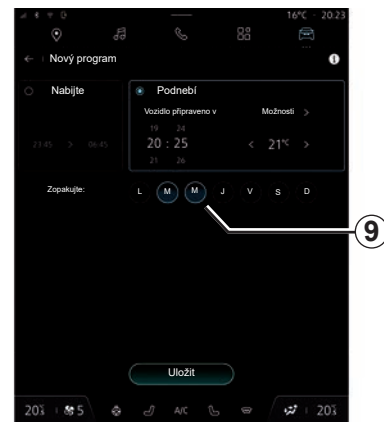 16°C · 20:23
Nový program
Nabijte
Podnebí
Vozidlo připraveno v
Možnosti >
19 24
23:45 > 06:45
20 : 25
< 21°C >
21 26
Zopakujte:
L M M J V S D
9
Uložit
20 5
A/C
20